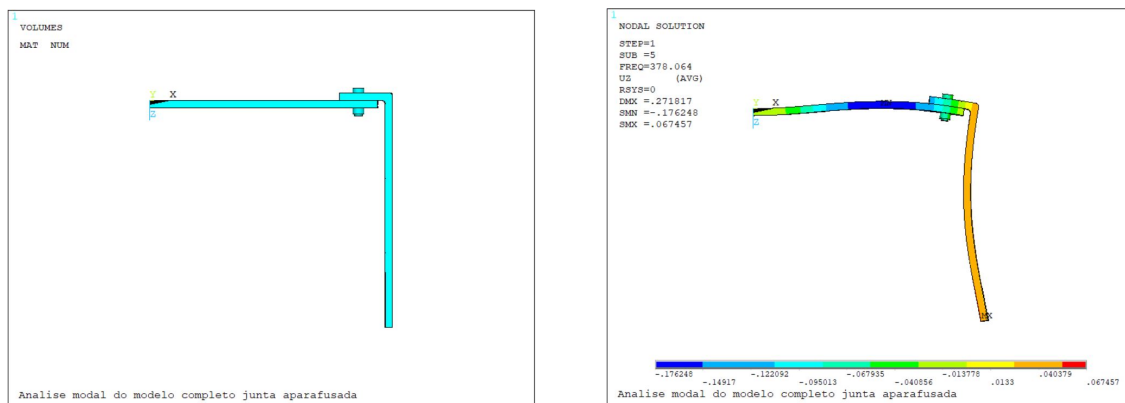 1
VOLUMES
MAT NUM
Y
X
Z
Analise modal do modelo completo junta aparafusada
1
NODAL SOLUTION
STEP=1
SUB =5
FREQ=378.064
UZ (AVG)
RSYS=0
DMX =.271817
SMN =-.176248
SMX =.067457
Y
X
Z
MX
-.176248 -.122092 -.067935 -.013778 .040379
-.14917 -.095013 -.040856 .0133 .067457
Analise modal do modelo completo junta aparafusada